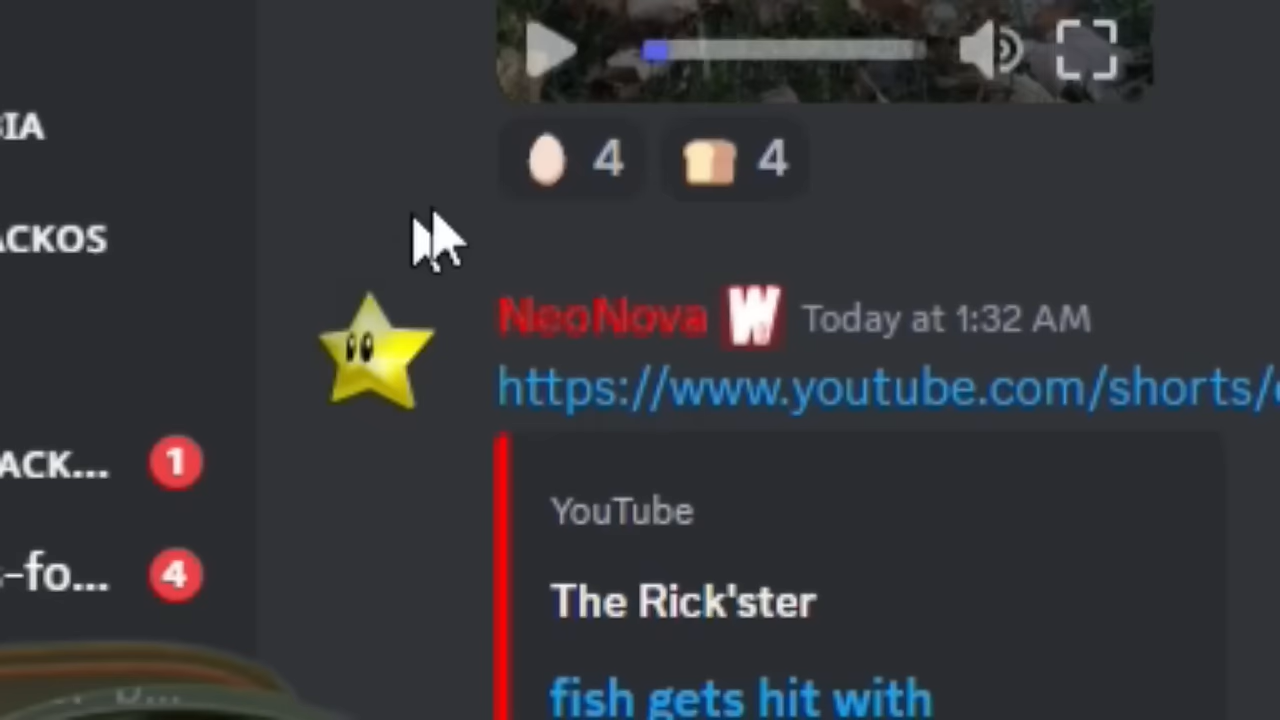 IA
4 4
ACKOS
NeoNova W Today at 1:32 AM
https://www.youtube.com/shorts/
ACK... 1
YouTube
-fo... 4
The Rick'ster
fish gets hit with